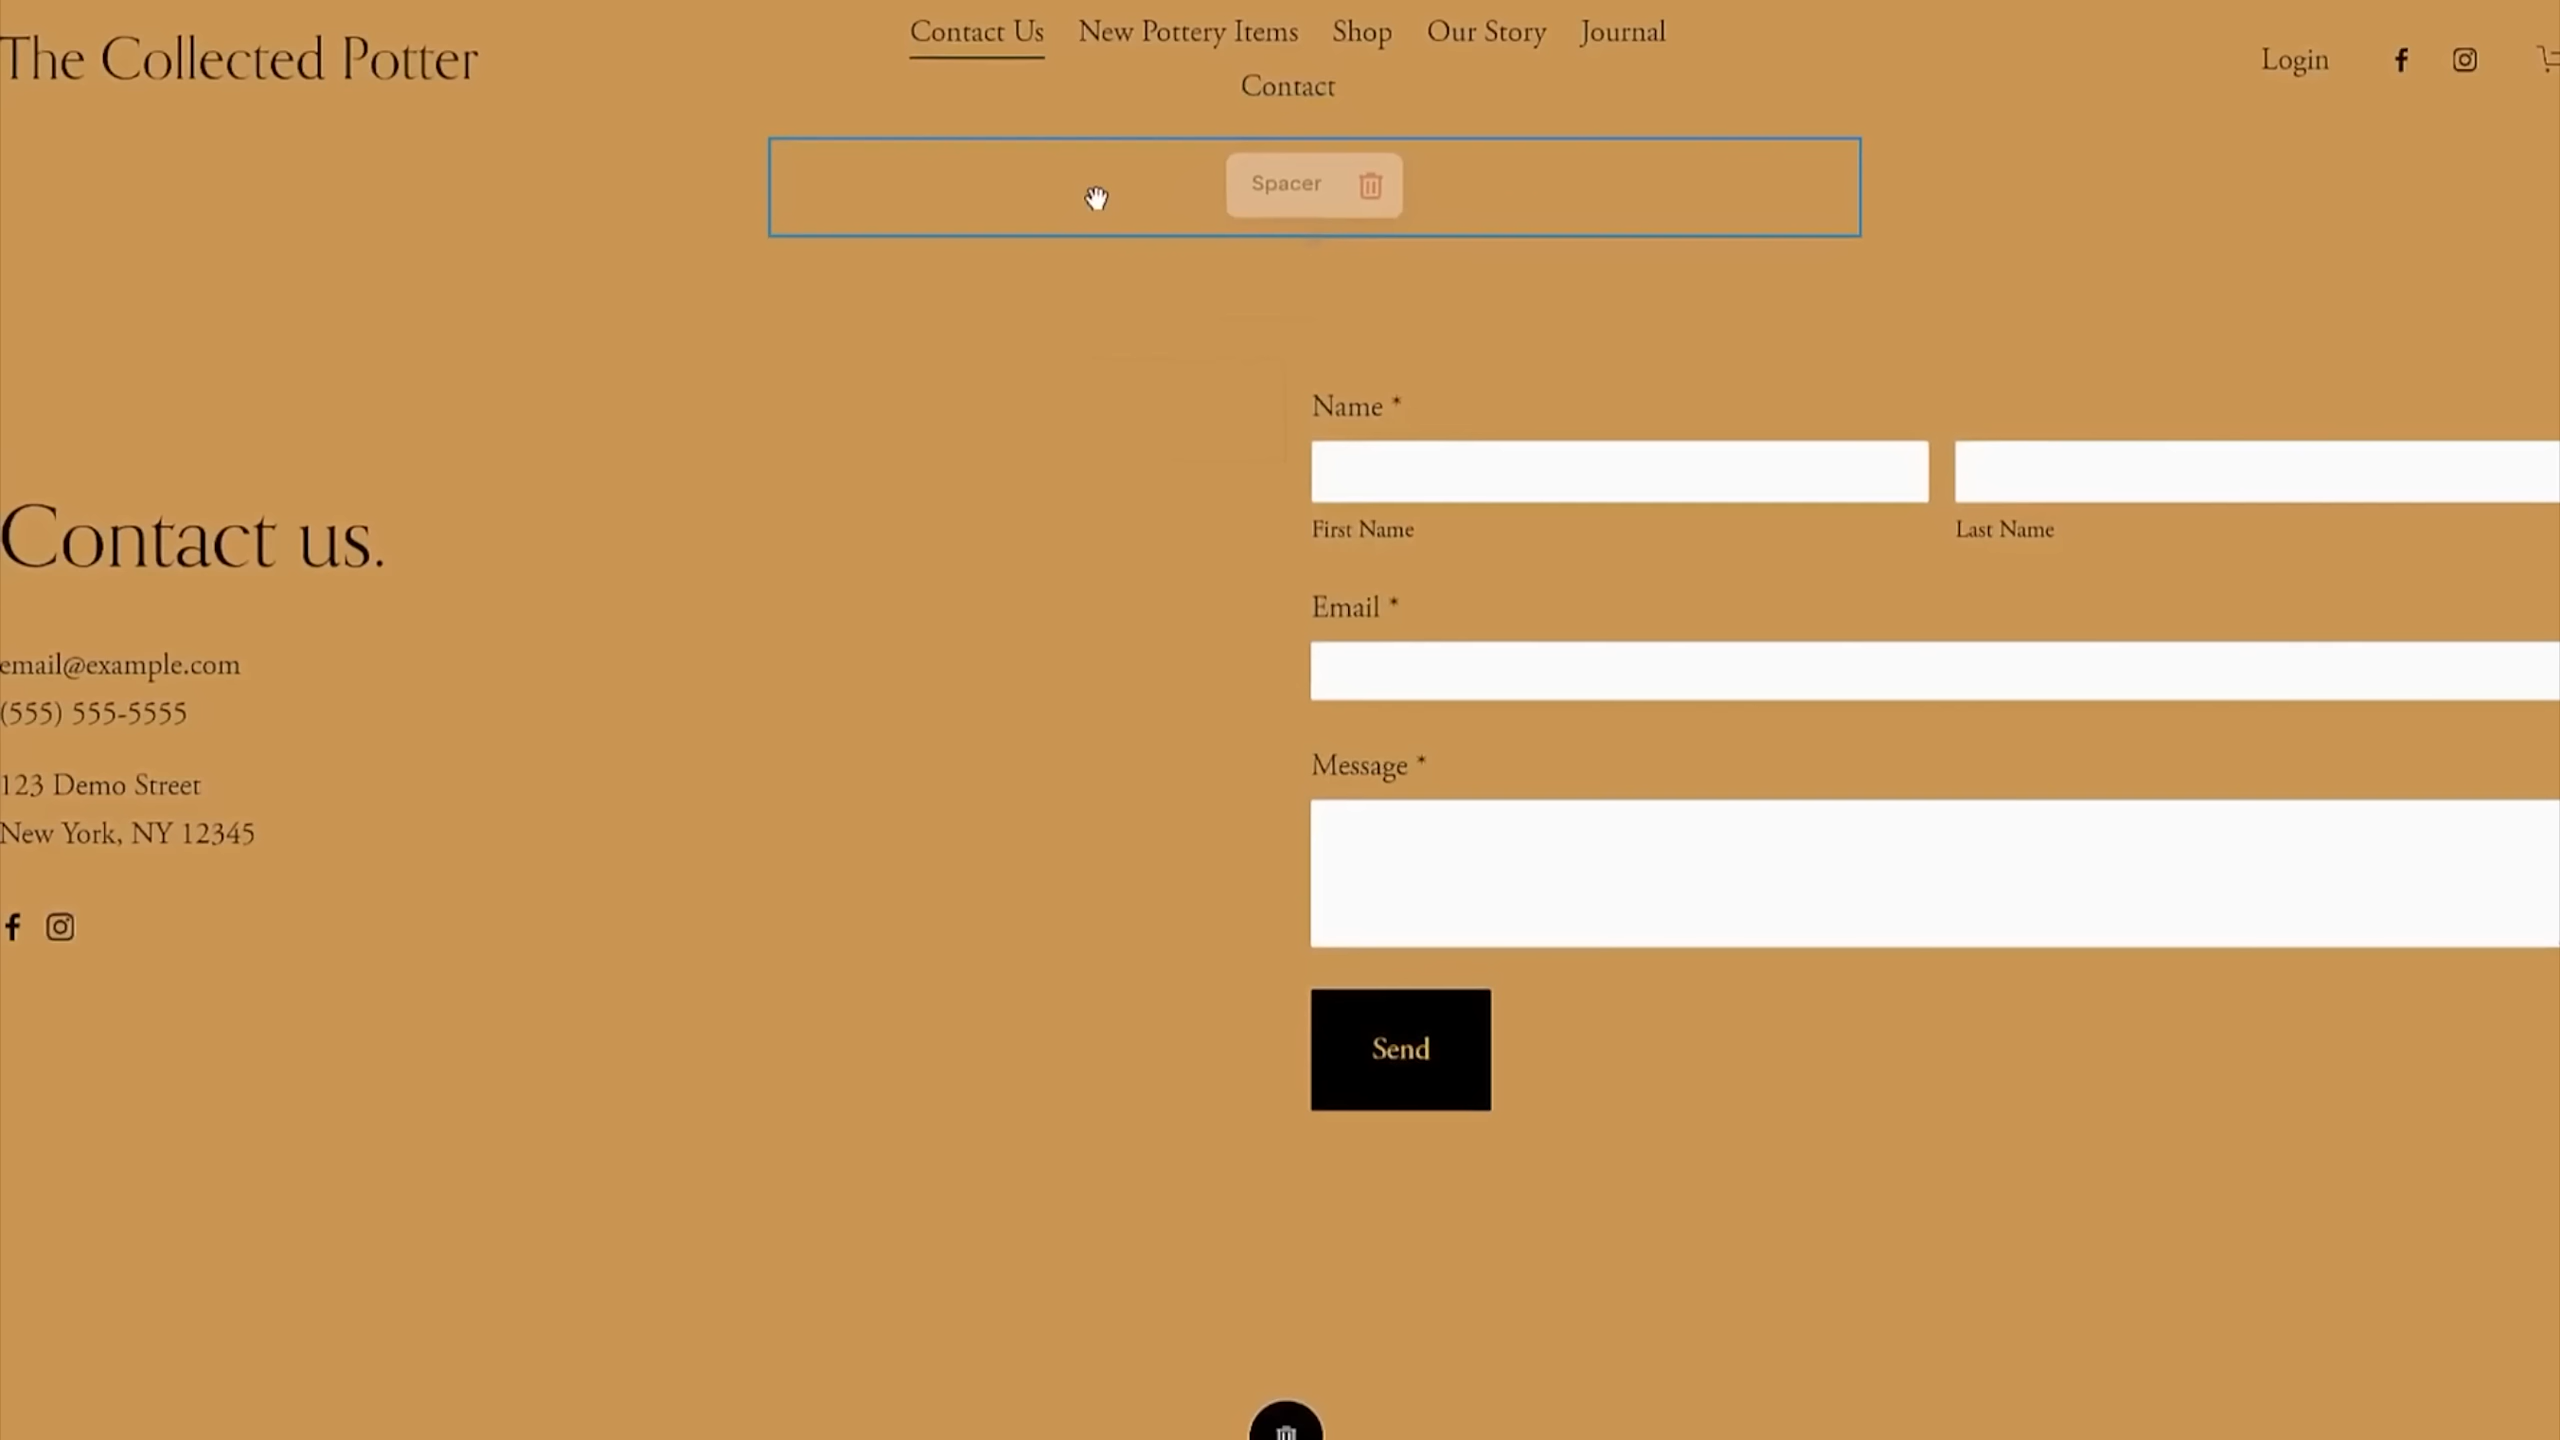 The Collected Potter
Contact Us New Pottery Items Shop Our Story Journal
Contact
Login
Spacer
Contact us.
email@example.com
(555) 555-5555
123 Demo Street
New York, NY 12345
Name *
First Name Last Name
Email *
Message *
Send